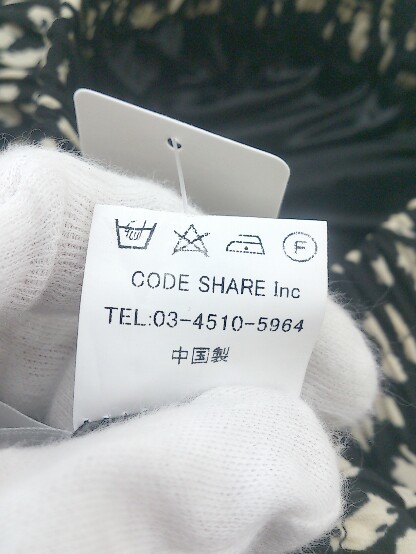 F
CODE SHARE Inc
TEL:03-4510-5964
中国製